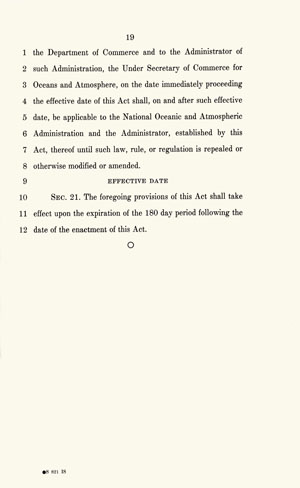 19
1 the Department of Commerce and to the Administrator of
2 such Administration, the Under Secretary of Commerce for
3 Oceans and Atmosphere, on the date immediately proceeding
4 the effective date of this Act shall, on and after such effective
5 date, be applicable to the National Oceanic and Atmospheric
6 Administration and the Administrator, established by this
7 Act, thereof until such law, rule, or regulation is repealed or
8 otherwise modified or amended.
9 EFFECTIVE DATE
10 SEC. 21. The foregoing provisions of this Act shall take
11 effect upon the expiration of the 180 day period following the
12 date of the enactment of this Act.